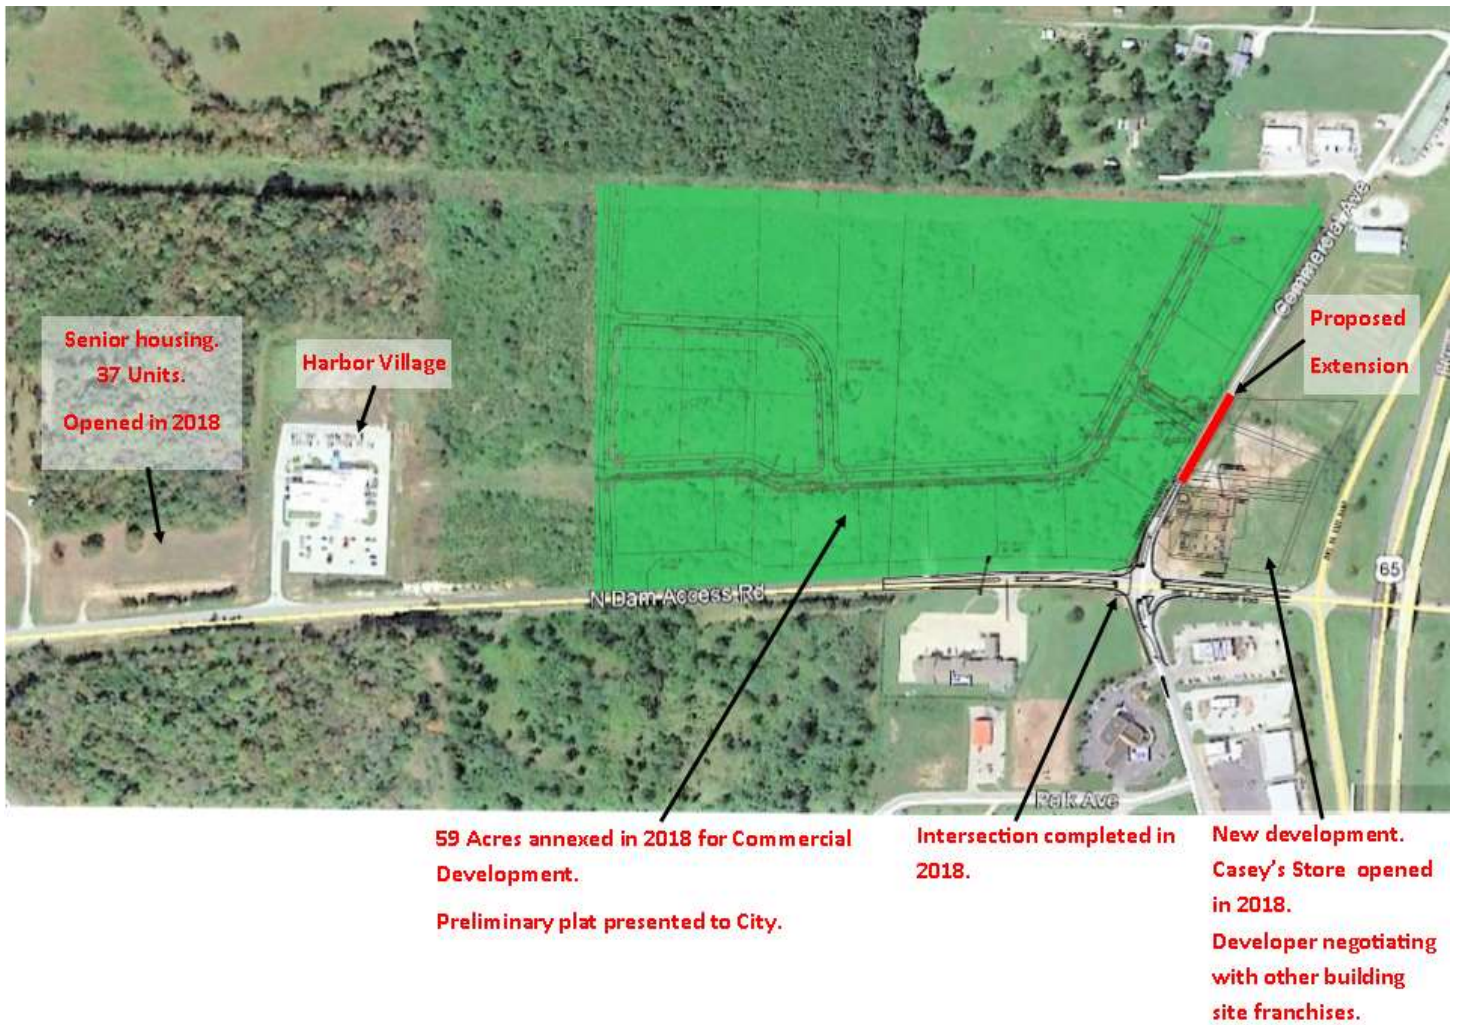 Senior housing.
37 Units.
Opened in 2018
Harbor Village
Commercial Ave
Proposed
Extension
65
N Dam Access Rd
Park Ave
59 Acres annexed in 2018 for Commercial
Development.
Preliminary plat presented to City.
Intersection completed in
2018.
New development.
Casey's Store opened
in 2018.
Developer negotiating
with other building
site franchises.